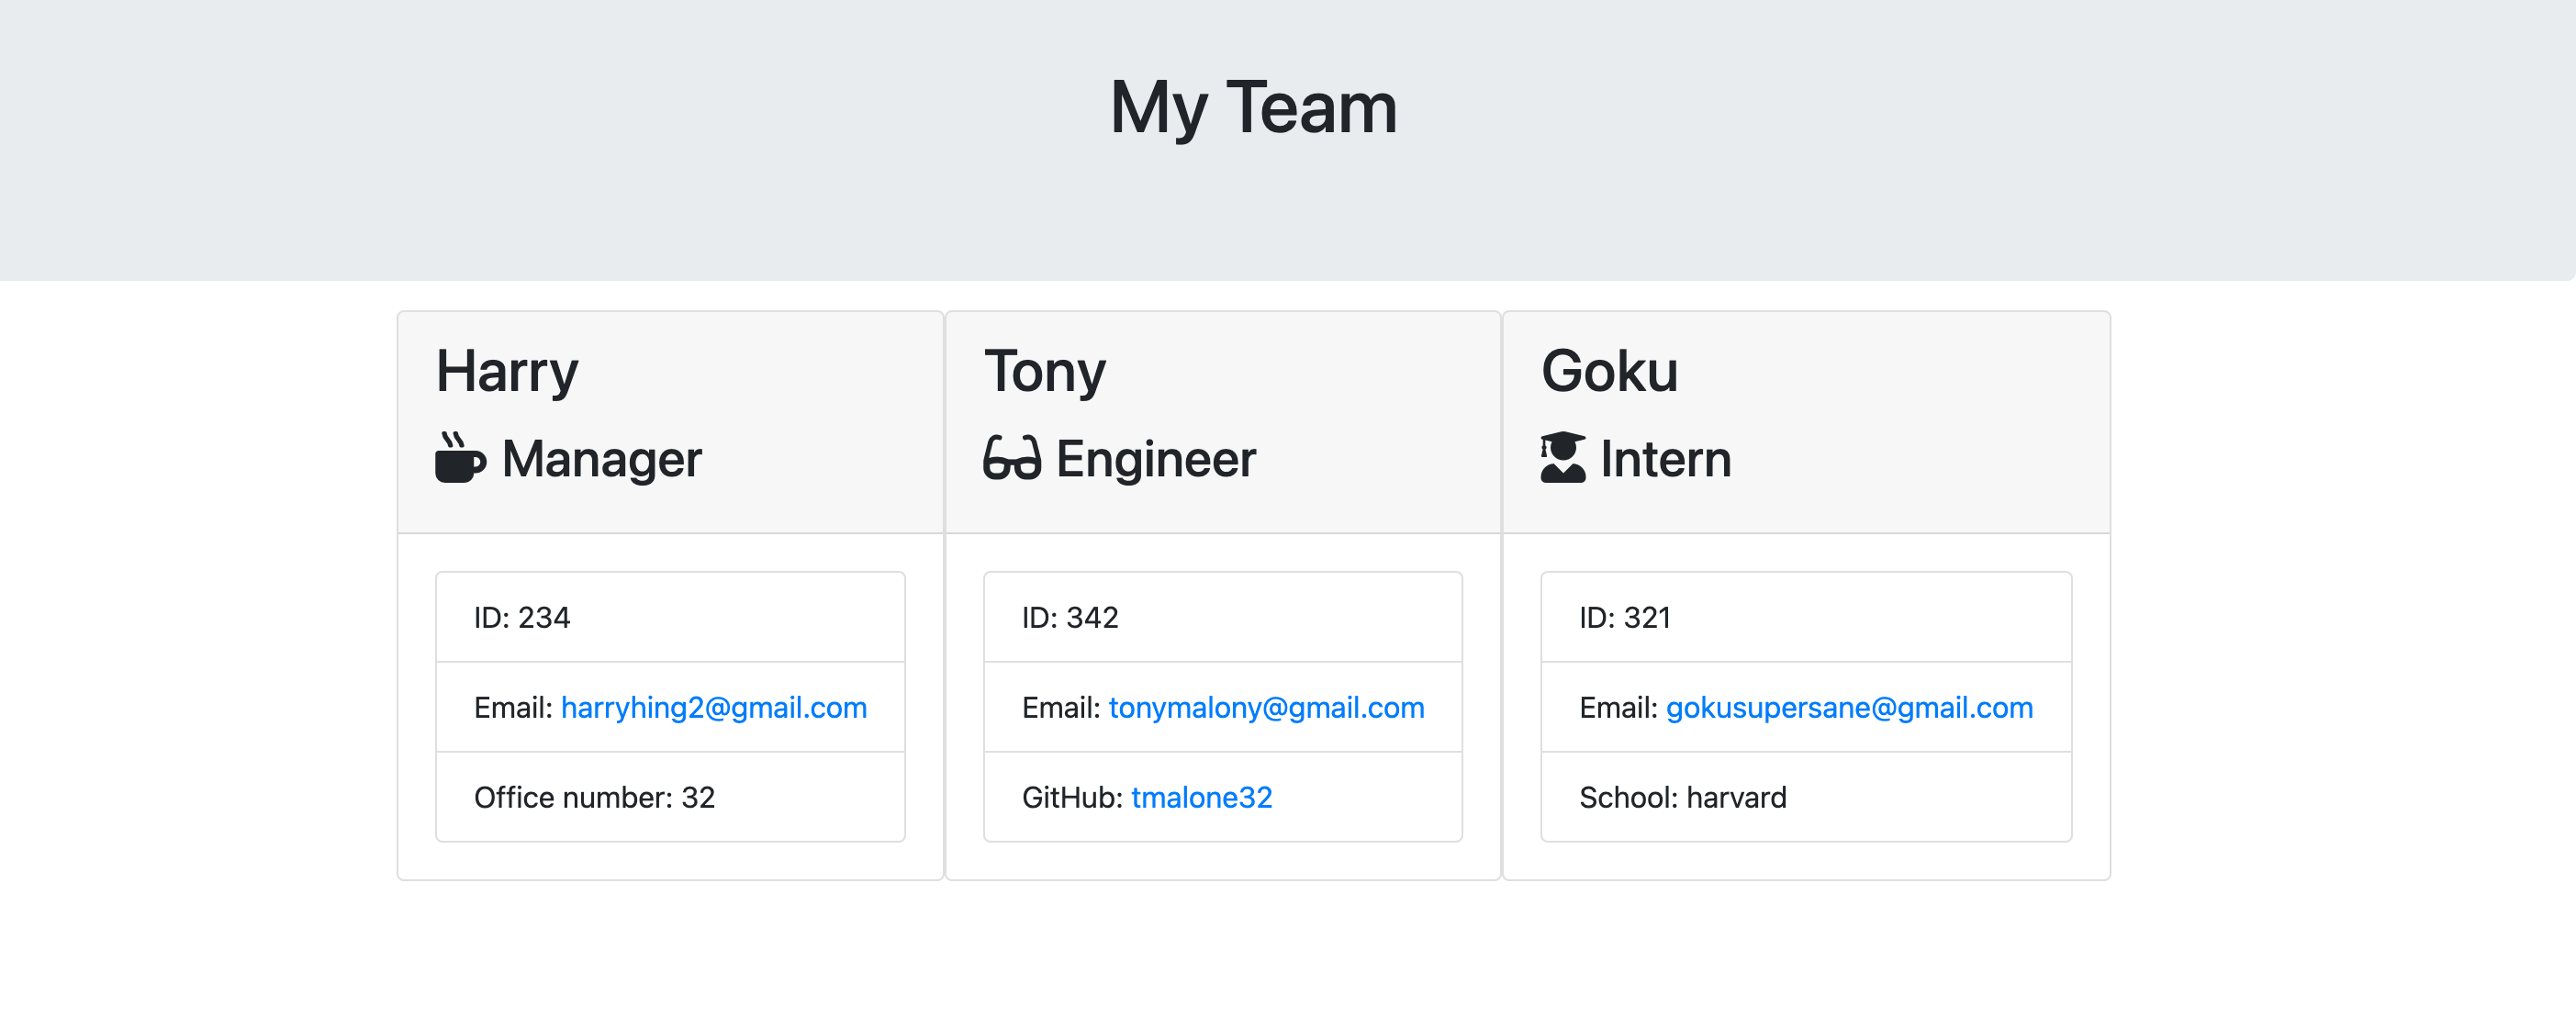 My Team
Harry
Manager
ID: 234
Email: harryhing2@gmail.com
Office number: 32
Tony
Engineer
ID: 342
Email: tonymalony@gmail.com
GitHub: tmalone32
Goku
Intern
ID: 321
Email: gokusupersane@gmail.com
School: harvard